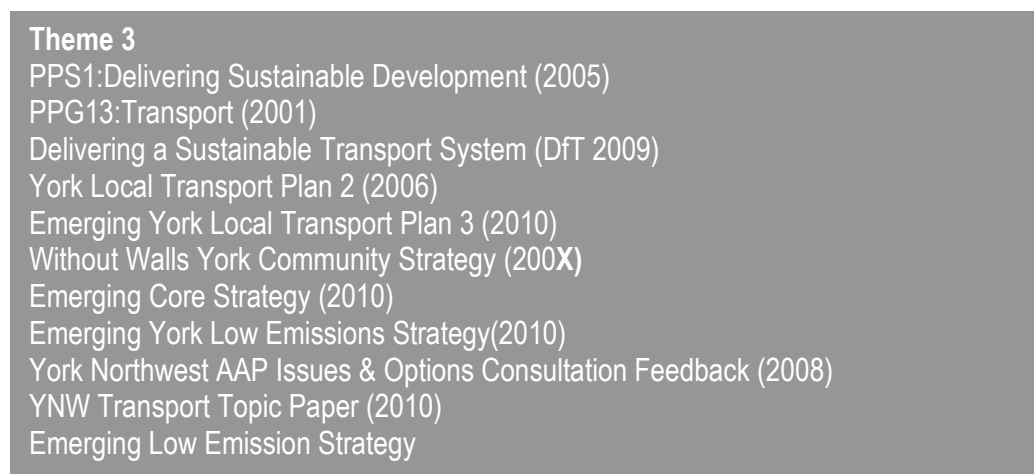 Theme 3
PPS1:Delivering Sustainable Development (2005)
PPG13:Transport (2001)
Delivering a Sustainable Transport System (DfT 2009)
York Local Transport Plan 2 (2006)
Emerging York Local Transport Plan 3 (2010)
Without Walls York Community Strategy (200X)
Emerging Core Strategy (2010)
Emerging York Low Emissions Strategy(2010)
York Northwest AAP Issues & Options Consultation Feedback (2008)
YNW Transport Topic Paper (2010)
Emerging Low Emission Strategy